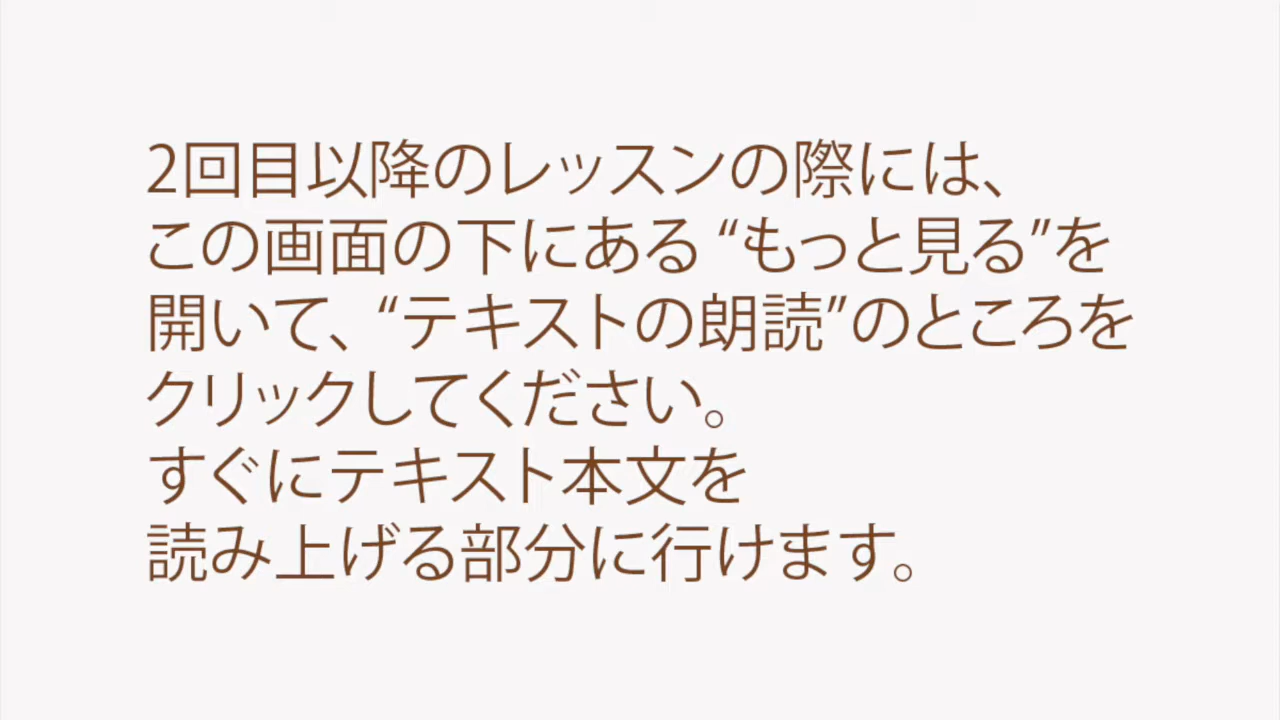 2回目以降のレッスンの際には、
この画面の下にある“もっと見る”を
開いて、“テキストの朗読”のところを
クリックしてください。
すぐにテキスト本文を
読み上げる部分に行けます。